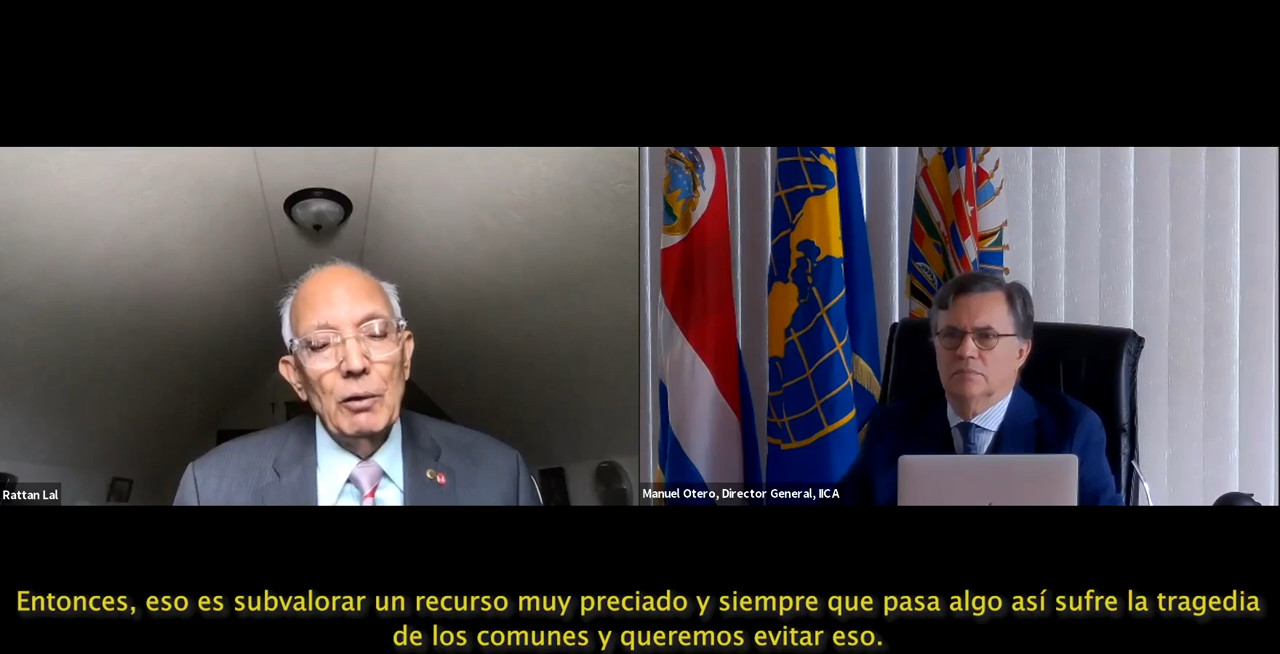 Rattan Lal
Manuel Otero, Director General, IICA
Entonces, eso es subvalorar un recurso muy preciado y siempre que pasa algo así sufre la tragedia
de los comunes y queremos evitar eso.